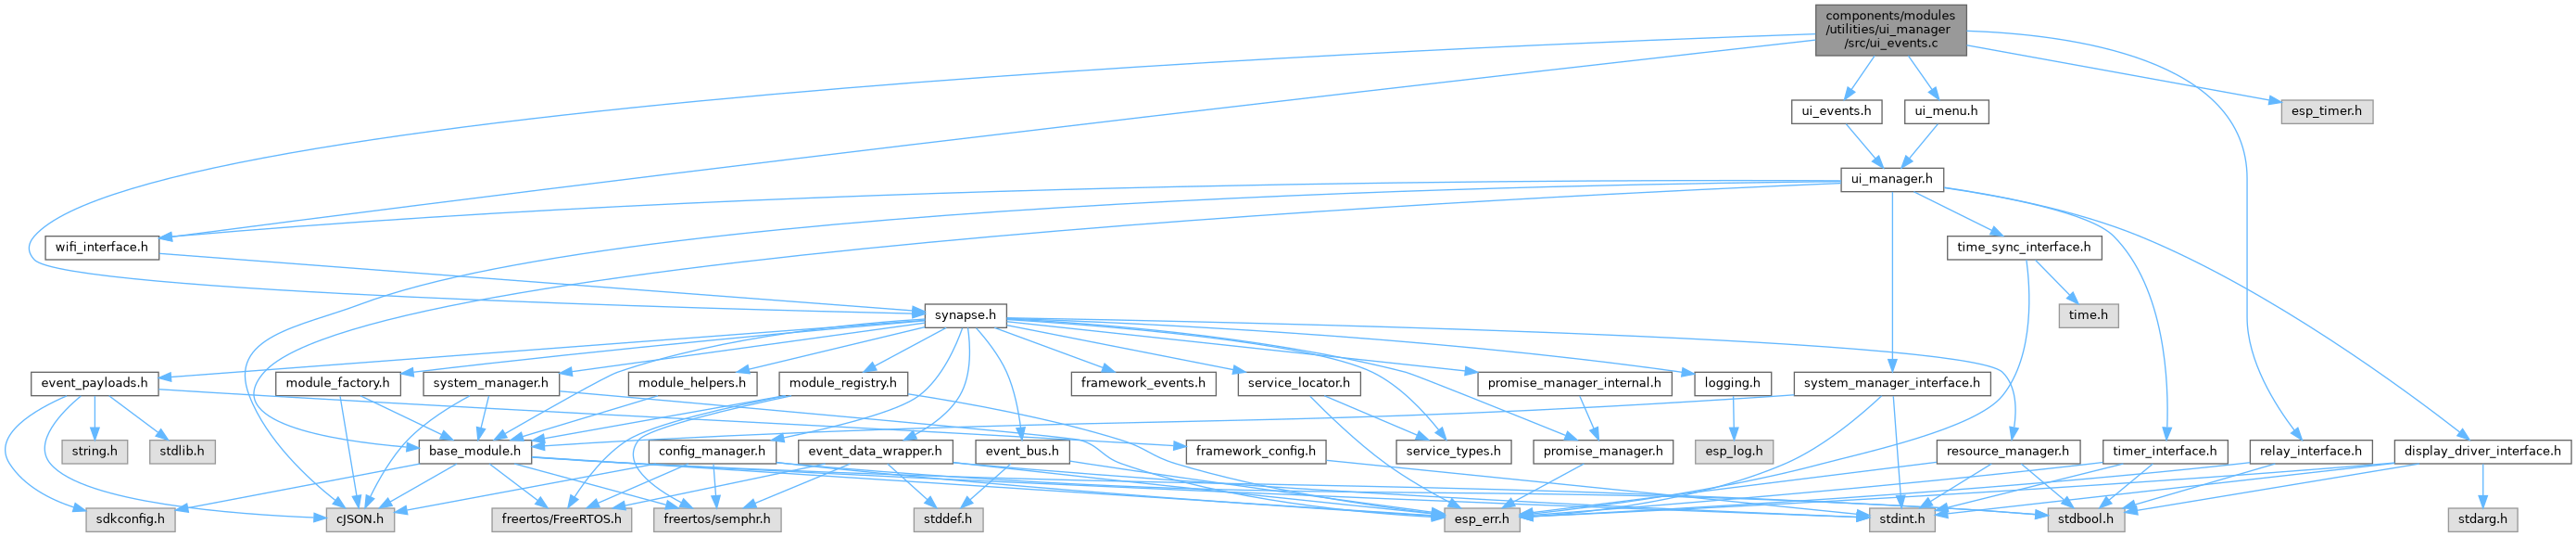 components/modules
/utilities/ui_manager
/src/ui_events.c
ui_events.h
ui_menu.h
esp_timer.h
ui_manager.h
wifi_interface.h
time_sync_interface.h
synapse.h
time.h
event_payloads.h
module_factory.h
system_manager.h
module_helpers.h
module_registry.h
framework_events.h
service_locator.h
promise_manager_internal.h
logging.h
system_manager_interface.h
string.h
stdlib.h
base_module.h
config_manager.h
event_data_wrapper.h
event_bus.h
framework_config.h
service_types.h
promise_manager.h
esp_log.h
resource_manager.h
timer_interface.h
relay_interface.h
display_driver_interface.h
sdkconfig.h
cJSON.h
freertos/FreeRTOS.h
freertos/semphr.h
stddef.h
esp_err.h
stdint.h
stdbool.h
stdarg.h